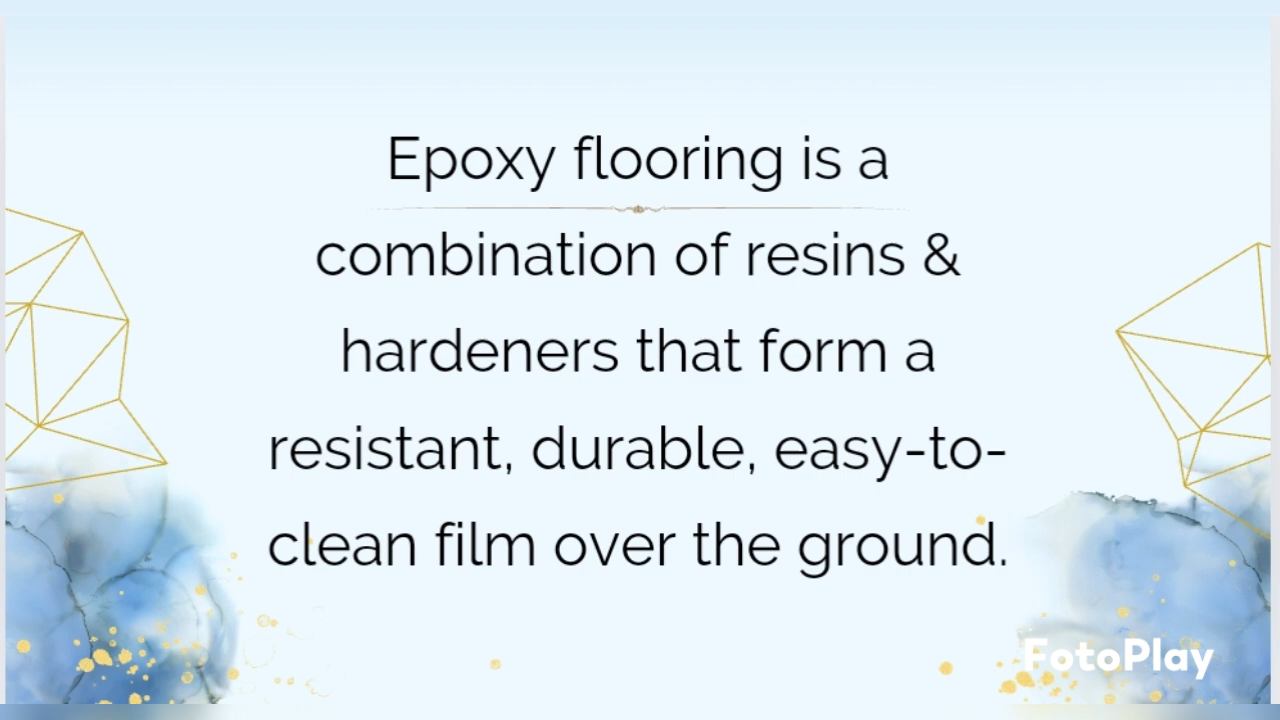 Epoxy flooring is a
combination of resins &
hardeners that form a
resistant, durable, easy-to-
clean film over the ground.
FotoPlay